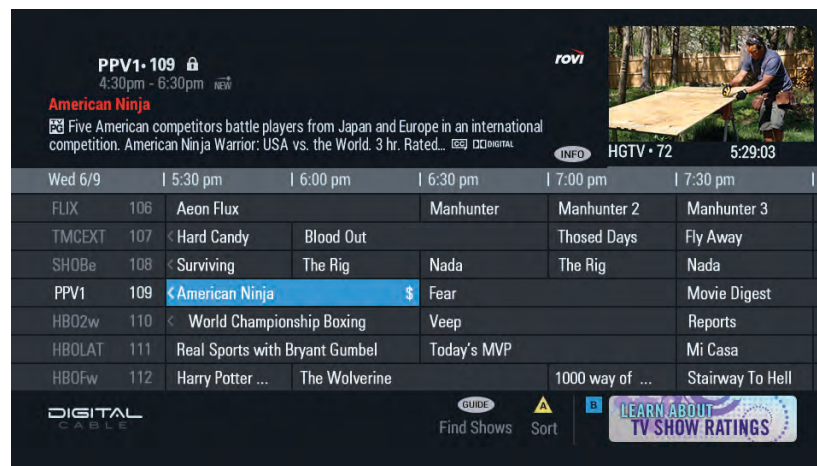 PPV1• 109
4:30pm - 6:30pm NEW
rovi
American Ninja
TV PG Five American competitors battle players from Japan and Europe in an international
competition. American Ninja Warrior: USA vs. the World. 3 hr. Rated... CC DIGITAL
INFO
HGTV • 72 5:29:03
Wed 6/9 5:30 pm 6:00 pm 6:30 pm 7:00 pm 7:30 pm
FLIX 106 Aeon Flux Manhunter Manhunter 2 Manhunter 3
TMCEXT 107 < Hard Candy Blood Out Thosed Days Fly Away
SHOBe 108 < Surviving The Rig Nada The Rig Nada
PPV1 109 < American Ninja $ Fear Movie Digest
HBO2w 110 < World Championship Boxing Veep Reports
HBOLAT 111 Real Sports with Bryant Gumbel Today's MVP Mi Casa
HBOFw 112 Harry Potter ... The Wolverine 1000 way of ... Stairway To Hell
DIGITAL
CABLE
GUIDE
Find Shows
A
Sort
B
LEARN ABOUT
TV SHOW RATINGS